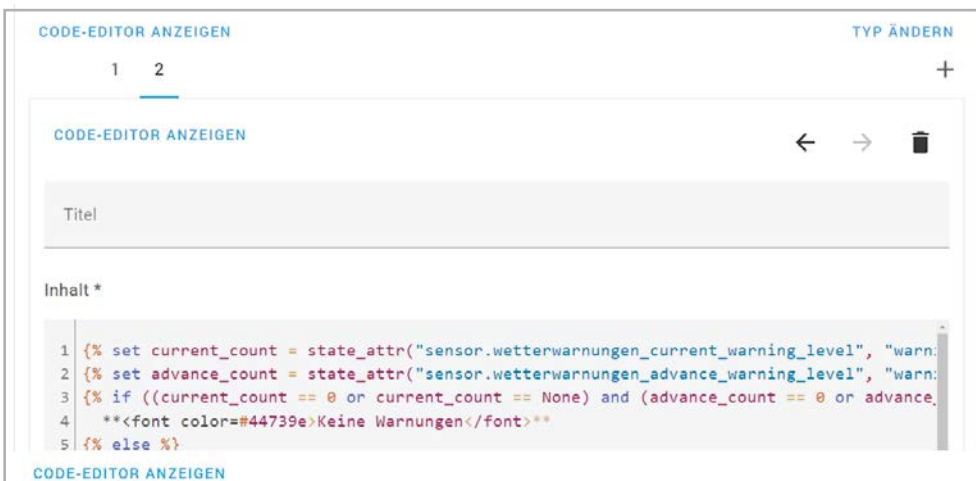 CODE-EDITOR ANZEIGEN TYP ÄNDERN
1 2 +
CODE-EDITOR ANZEIGEN
Titel
Inhalt *
1 {% set current_count = state_attr("sensor.wetterwarnungen_current_warning_level", "warn
2 {% set advance_count = state_attr("sensor.wetterwarnungen_advance_warning_level", "warn
3 {% if ((current_count == 0 or current_count == None) and (advance_count == 0 or advance_
4 **<font color=#44739e>Keine Warnungen</font>**
5 {% else %}
CODE-EDITOR ANZEIGEN